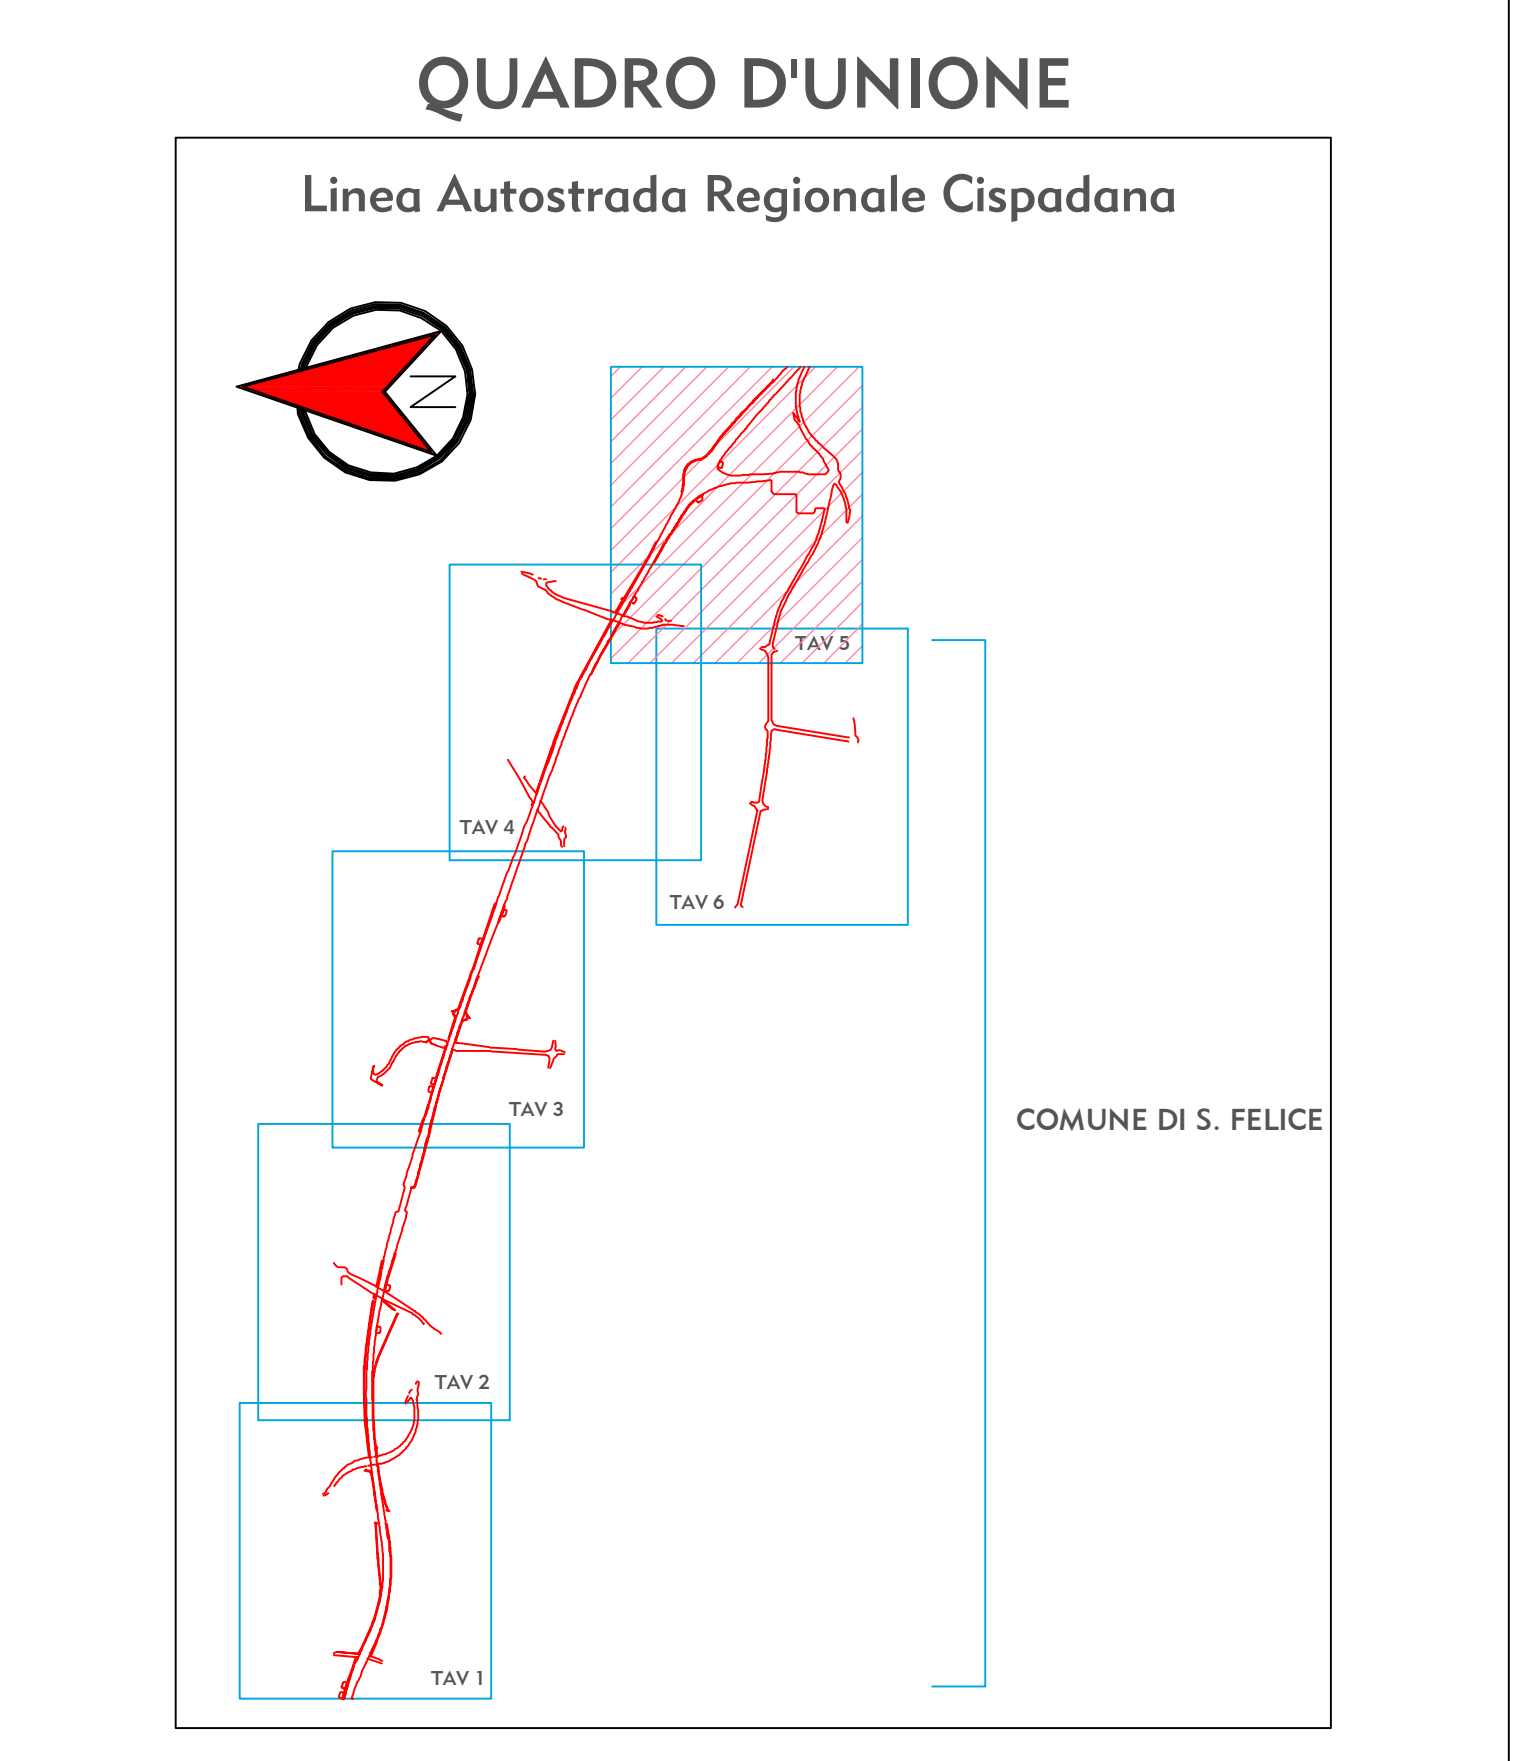 QUADRO D'UNIONE
Linea Autostrada Regionale Cispadana
N
TAV 5
TAV 4
TAV 6
TAV 3
COMUNE DI S. FELICE
TAV 2
TAV 1